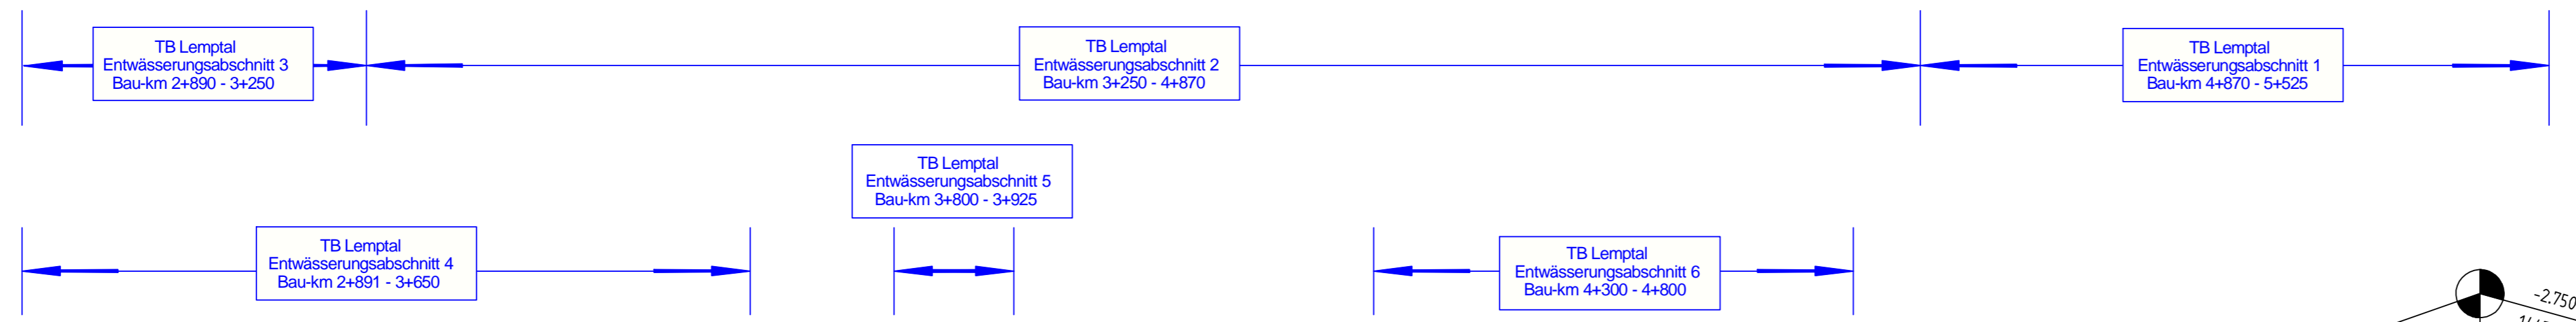 TB Lemptal
Entwässerungsabschnitt 3
Bau-km 2+890 - 3+250
TB Lemptal
Entwässerungsabschnitt 2
Bau-km 3+250 - 4+870
TB Lemptal
Entwässerungsabschnitt 1
Bau-km 4+870 - 5+525
TB Lemptal
Entwässerungsabschnitt 5
Bau-km 3+800 - 3+925
TB Lemptal
Entwässerungsabschnitt 4
Bau-km 2+891 - 3+650
TB Lemptal
Entwässerungsabschnitt 6
Bau-km 4+300 - 4+800
-2.750